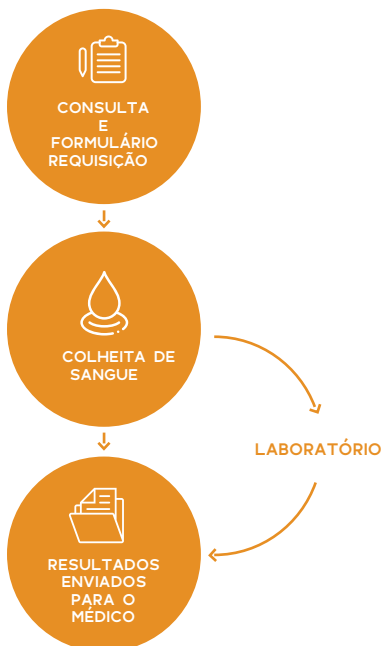 CONSULTA
E
FORMULÁRIO
REQUISIÇÃO
COLHEITA DE
SANGUE
LABORATÓRIO
RESULTADOS
ENVIADOS
PARA O
MÉDICO